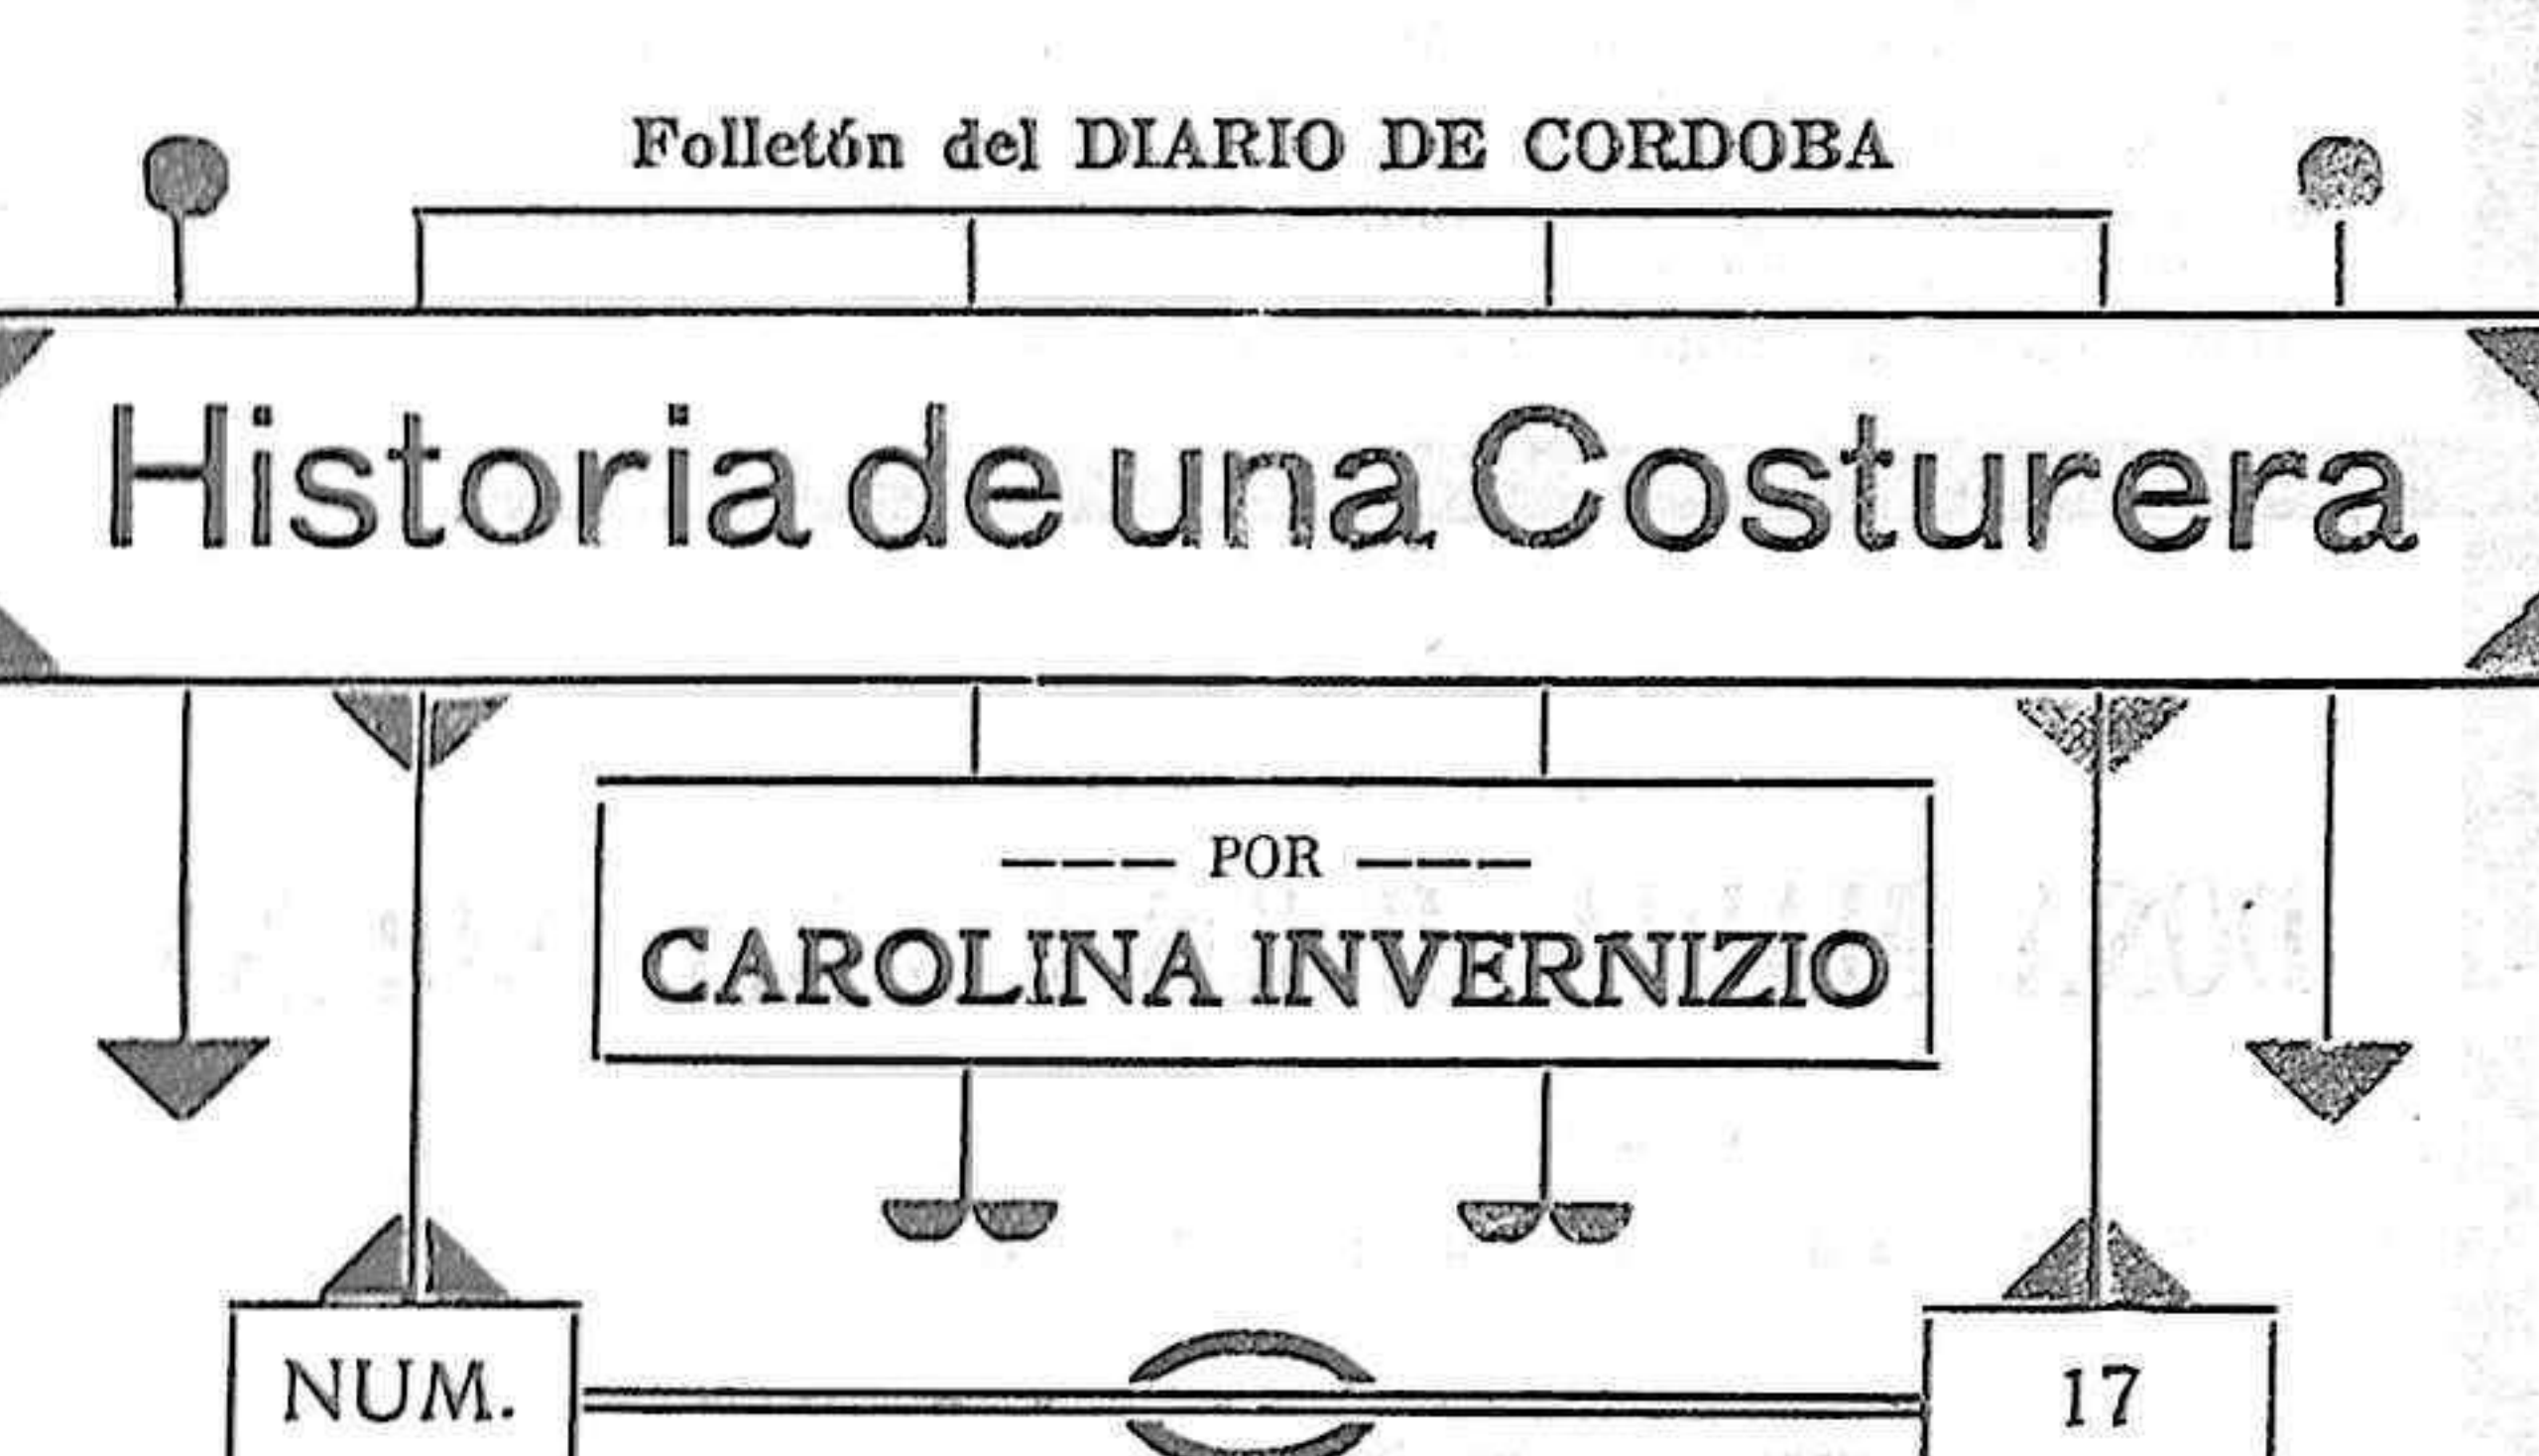 Folletón del DIARIO DE CORDOBA
Historia de una Costurera
--- POR ---
CAROLINA INVERNIZIO
NUM. 17